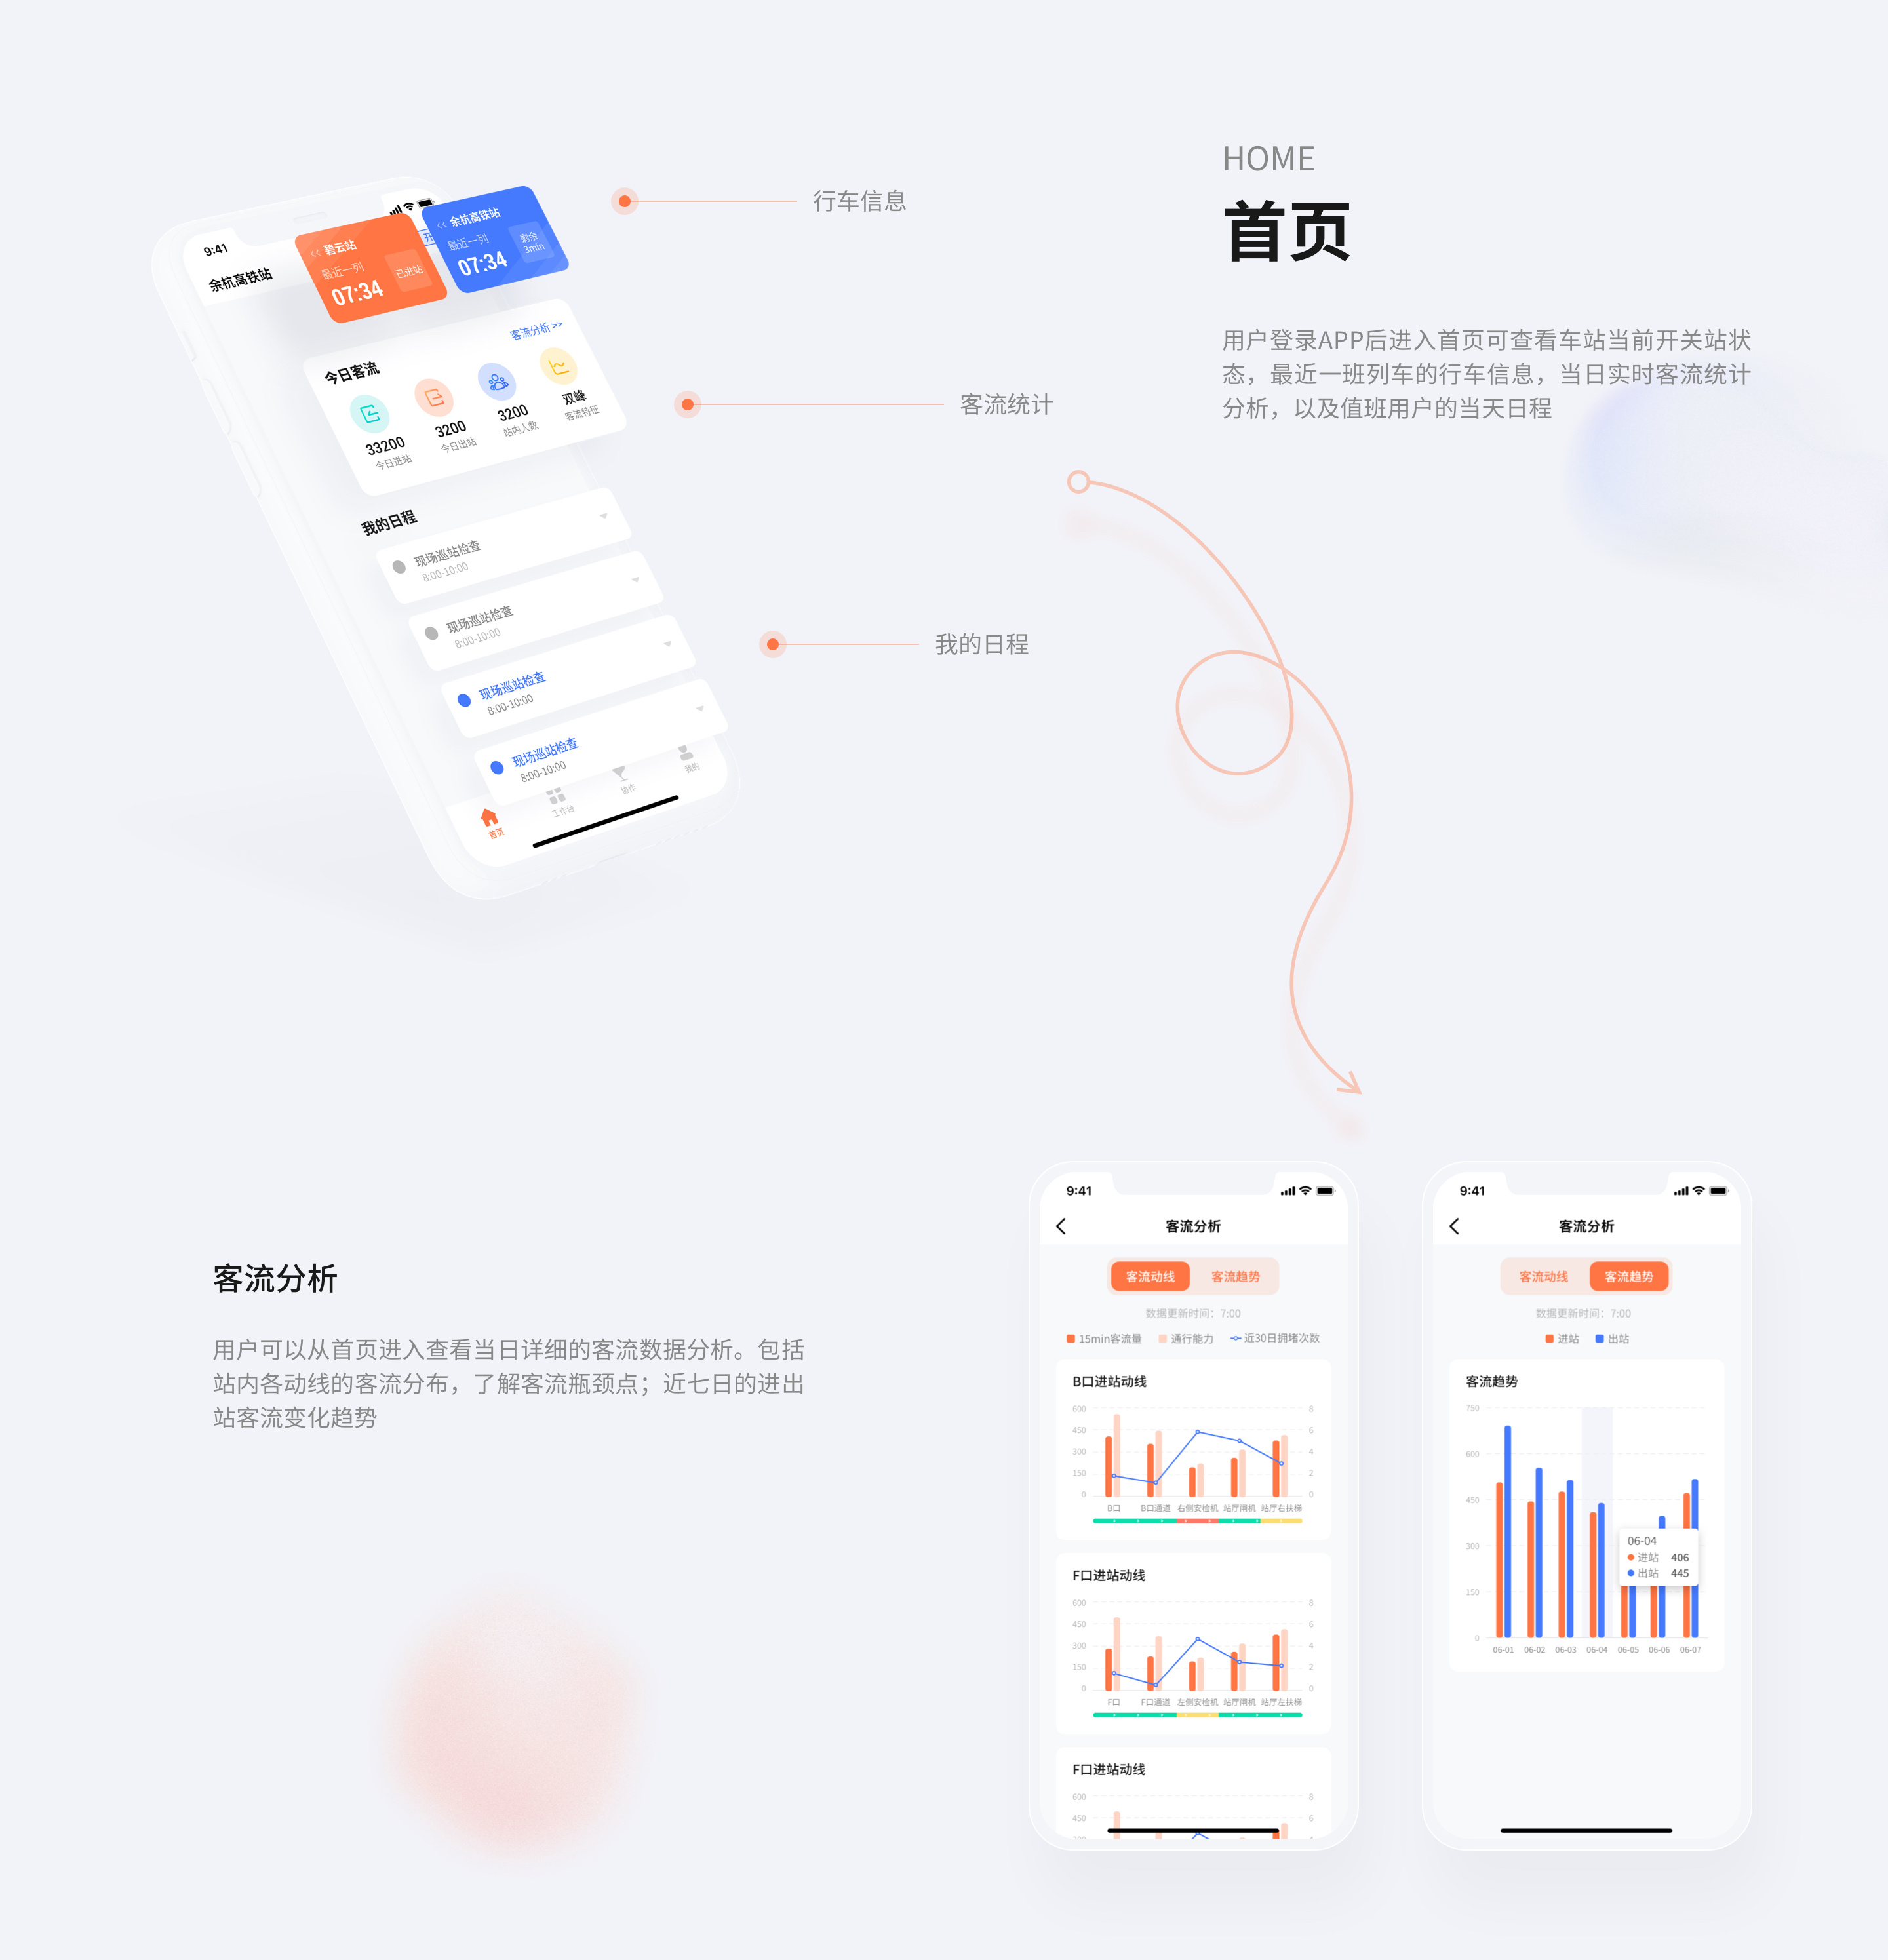 HOME
首页
用户登录APP后进入首页可查看车站当前开关站状
态，最近一班列车的行车信息，当日实时客流统计
分析，以及值班用户的当天日程
行车信息
客流统计
我的日程
9:41
余杭高铁站
开
<< 碧云站
最近一列
07:34
已进站
<< 余杭高铁站
最近一列
07:34
剩余
3min
今日客流
客流分析 >>
33200
今日进站
3200
今日出站
3200
站内人数
双峰
客流特征
我的日程
现场巡站检查
8:00-10:00
现场巡站检查
8:00-10:00
现场巡站检查
8:00-10:00
现场巡站检查
8:00-10:00
首页
工作台
协作
我的
客流分析
用户可以从首页进入查看当日详细的客流数据分析。包括
站内各动线的客流分布，了解客流瓶颈点；近七日的进出
站客流变化趋势
9:41
客流分析
客流动线 客流趋势
数据更新时间：7:00
15min客流量 通行能力 近30日拥堵次数
B口进站动线
600 8
450 6
300 4
150 2
0 0
B口 B口通道 右侧安检机 站厅闸机 站厅右扶梯
F口进站动线
600 8
450 6
300 4
150 2
0 0
F口 F口通道 左侧安检机 站厅闸机 站厅左扶梯
F口进站动线
600 8
450 6
9:41
客流分析
客流动线 客流趋势
数据更新时间：7:00
进站 出站
客流趋势
750
600
450
300
150
0
06-04
进站 406
出站 445
06-01 06-02 06-03 06-04 06-05 06-06 06-07